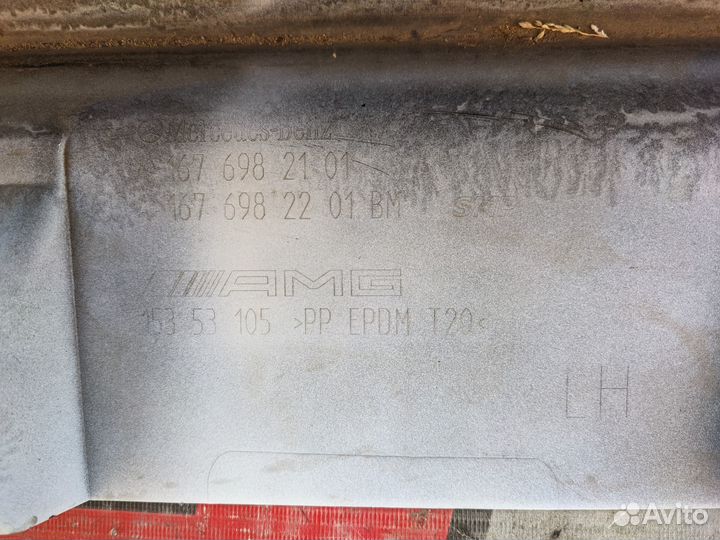 Mercedes-Benz
A 167 698 21 01
A 167 698 22 01 BM
AMG
153 53 105 >PP EPDM T20<
LH
Avito